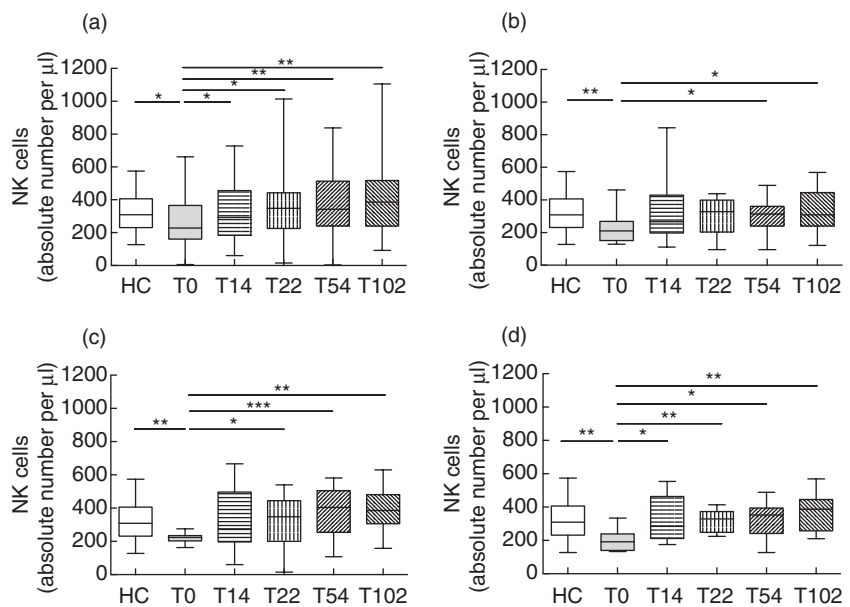 (a)
NK cells
(absolute number per μl)
1200
1000
800
600
400
200
0
** 
**
*
* *
HC T0 T14 T22 T54 T102
(b)
NK cells
(absolute number per μl)
1200
1000
800
600
400
200
0
*
** *
HC T0 T14 T22 T54 T102
(c)
NK cells
(absolute number per μl)
1200
1000
800
600
400
200
0
**
***
** *
HC T0 T14 T22 T54 T102
(d)
NK cells
(absolute number per μl)
1200
1000
800
600
400
200
0
**
*
**
** *
HC T0 T14 T22 T54 T102